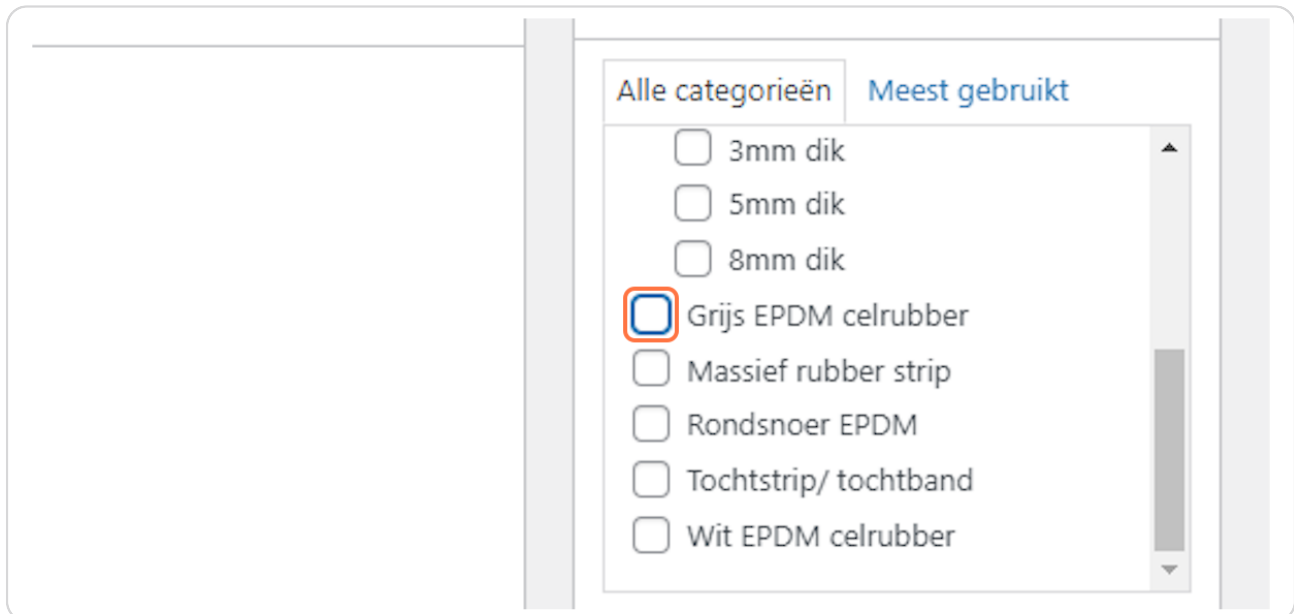 Alle categorieën Meest gebruikt
3mm dik
5mm dik
8mm dik
Grijs EPDM celrubber
Massief rubber strip
Rondsnoer EPDM
Tochtstrip/ tochtband
Wit EPDM celrubber